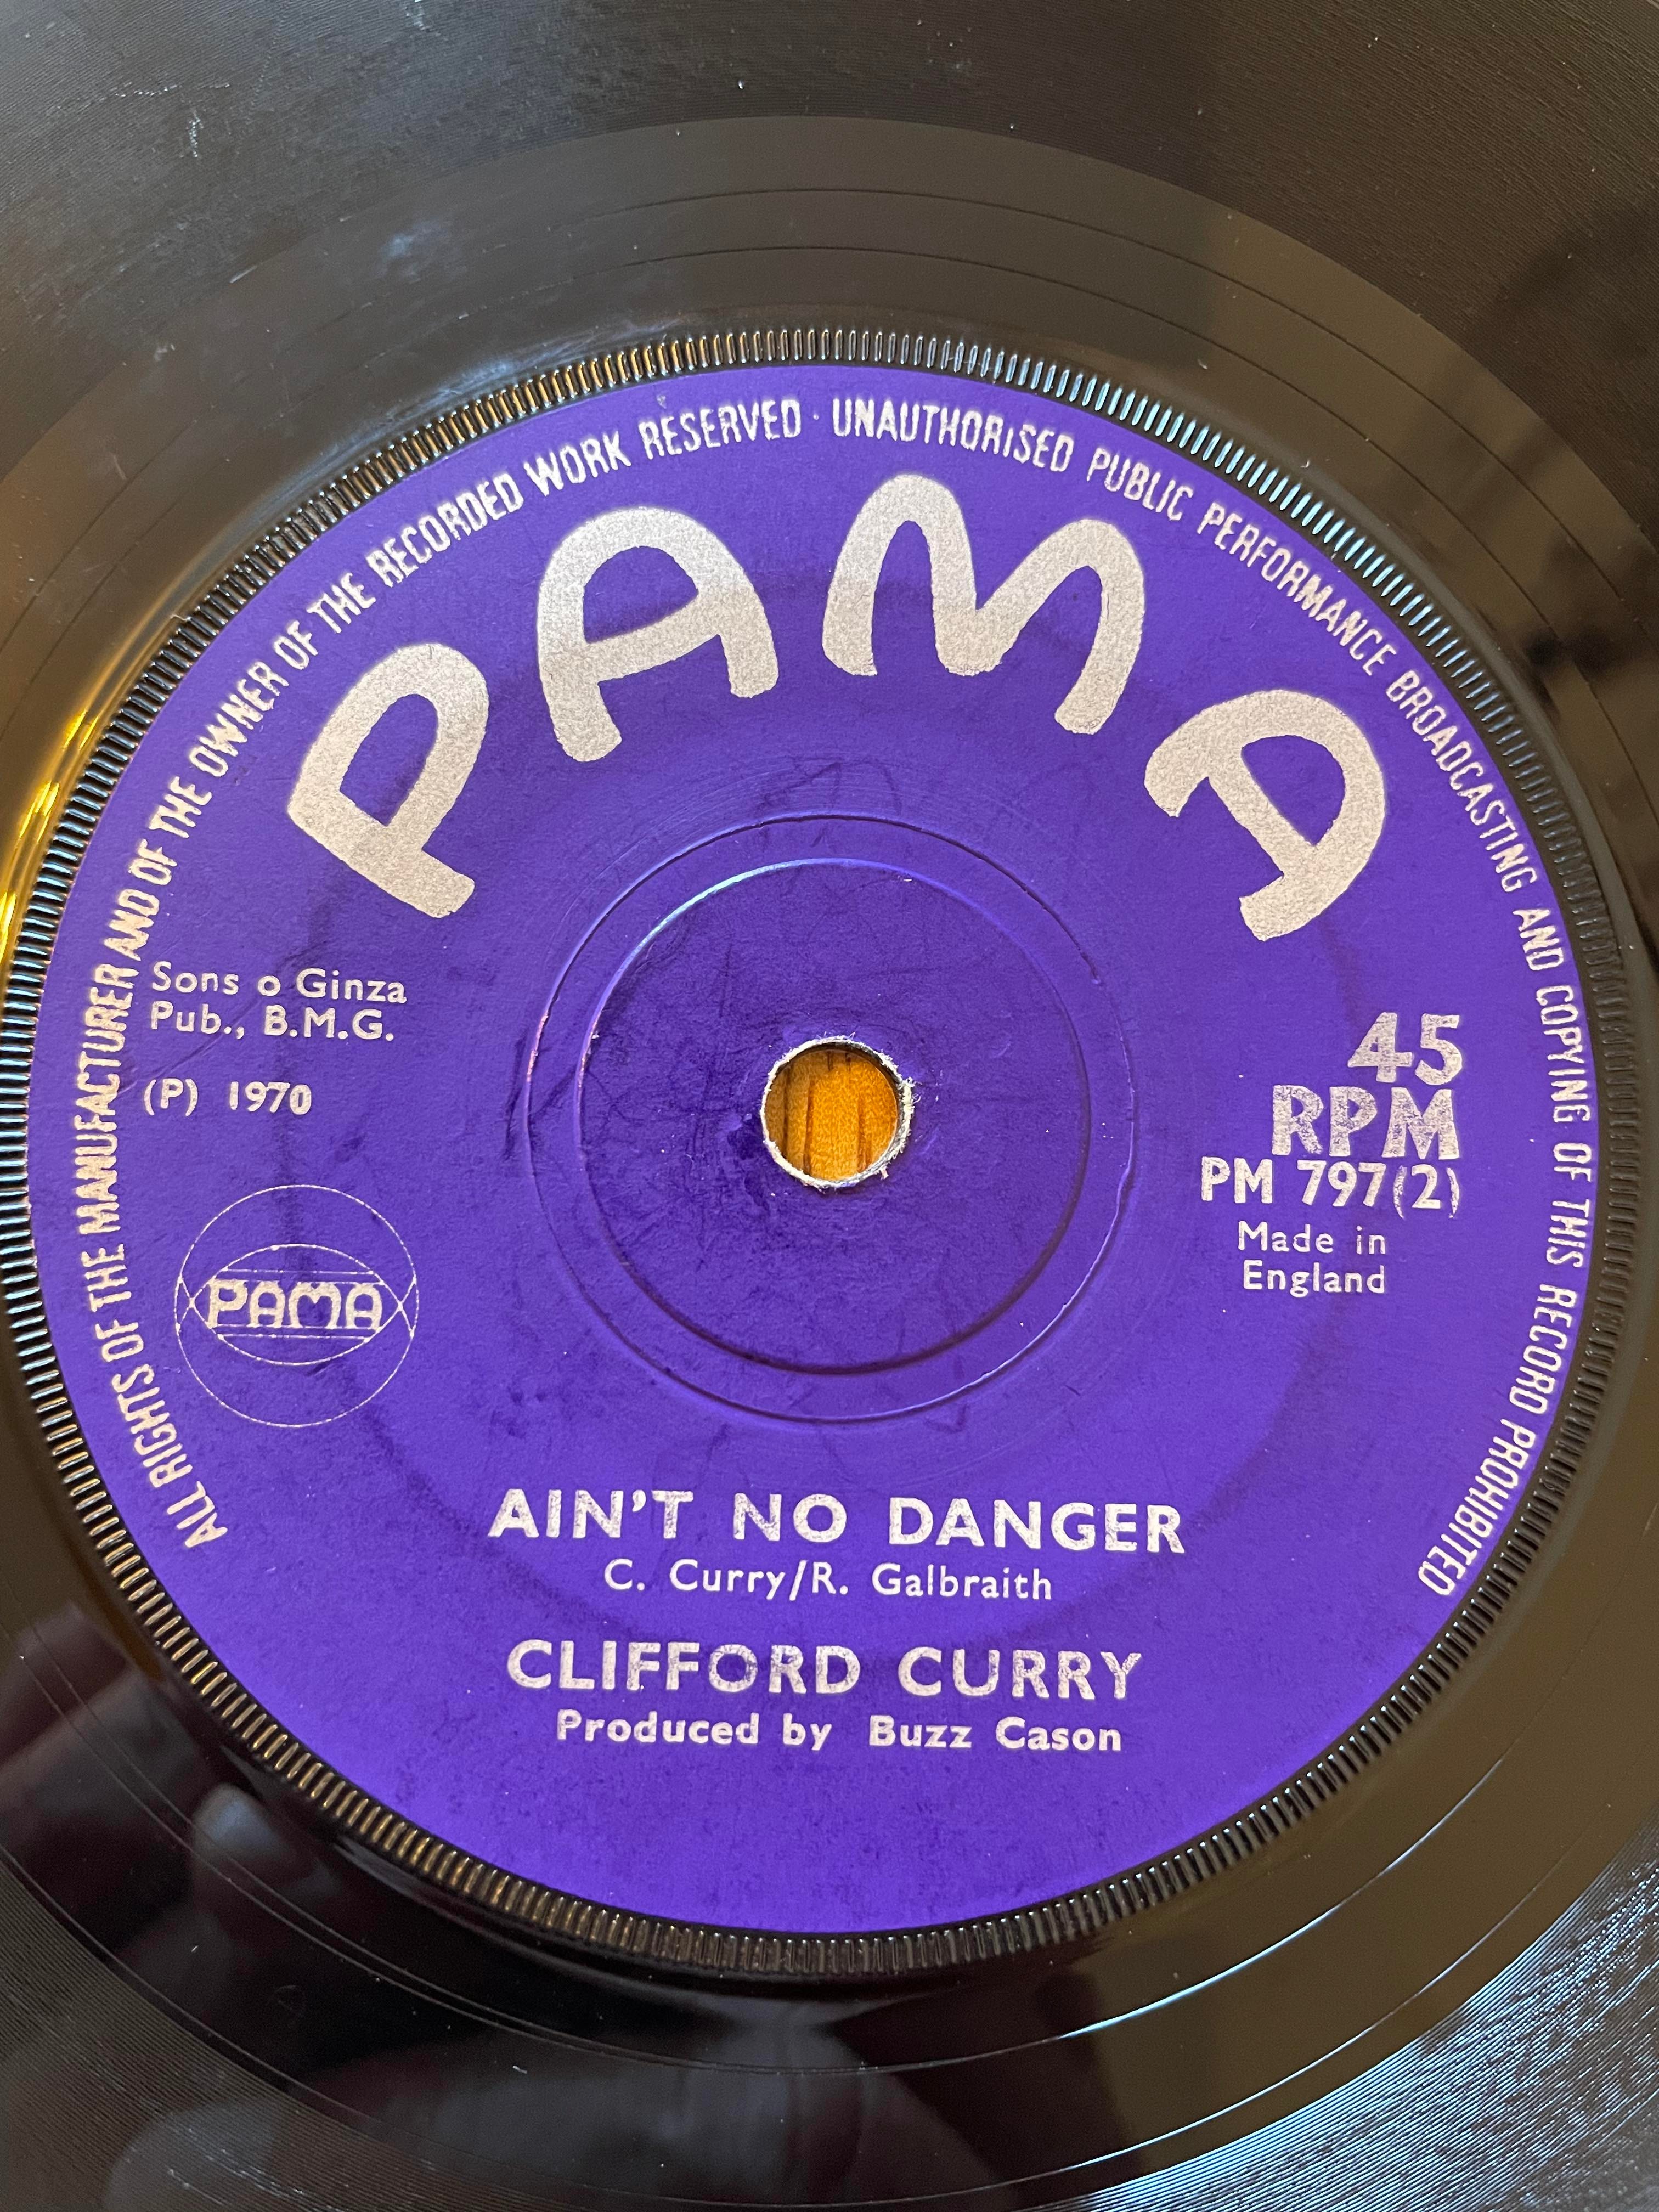 ALL RIGHTS OF THE MANUFACTURER AND OF THE OWNER OF THE RECORDED WORK RESERVED · UNAUTHORISED PUBLIC PERFORMANCE BROADCASTING AND COPYING OF THIS RECORD PROHIBITED
PAMA
Sons o Ginza
Pub., B.M.G.
(P) 1970
45
RPM
PM 797(2)
Made in
England
PAMA
AIN'T NO DANGER
C. Curry/R. Galbraith
CLIFFORD CURRY
Produced by Buzz Cason